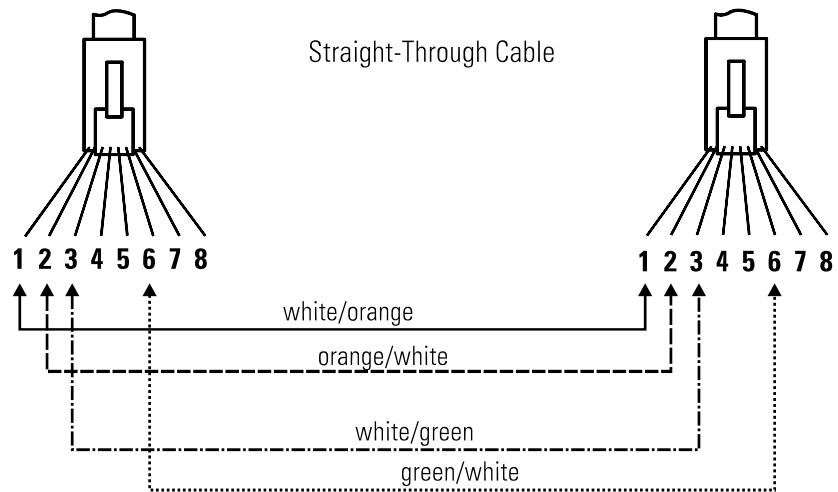 Straight-Through Cable
1 2 3 4 5 6 7 8
1 2 3 4 5 6 7 8
white/orange
orange/white
white/green
green/white